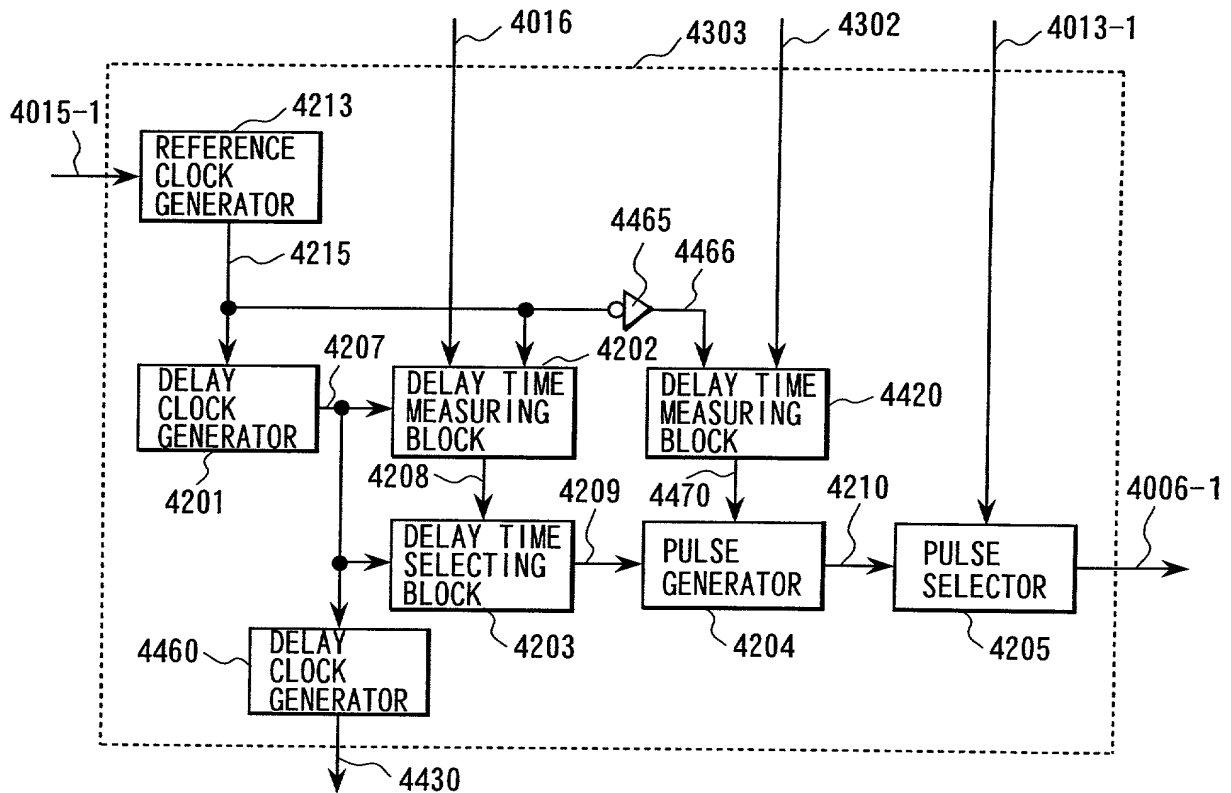 4016
4303
4302
4013-1
4015-1
4213
REFERENCE
CLOCK
GENERATOR
4215
4465
4466
4207
4202
DELAY
CLOCK
GENERATOR
DELAY TIME
MEASURING
BLOCK
DELAY TIME
MEASURING
BLOCK
4420
4201
4208
4209
4470
4210
4006-1
DELAY TIME
SELECTING
BLOCK
PULSE
GENERATOR
PULSE
SELECTOR
4460
DELAY
CLOCK
GENERATOR
4203
4204
4205
4430